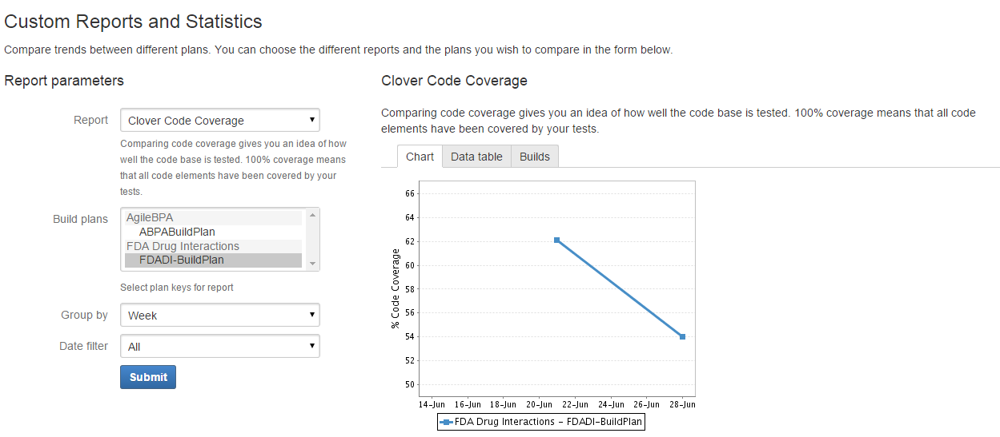 Custom Reports and Statistics
Compare trends between different plans. You can choose the different reports and the plans you wish to compare in the form below.
Report parameters
Report
Clover Code Coverage
Comparing code coverage gives you an idea of how
well the code base is tested. 100% coverage means
that all code elements have been covered by your
tests.
Build plans
AgileBPA
ABPABuildPlan
FDA Drug Interactions
FDADI-BuildPlan
Select plan keys for report
Group by
Week
Date filter
All
Submit
Clover Code Coverage
Comparing code coverage gives you an idea of how well the code base is tested. 100% coverage means that all code
elements have been covered by your tests.
Chart
Data table
Builds
% Code Coverage
66
64
62
60
58
56
54
52
50
14-Jun 16-Jun 18-Jun 20-Jun 22-Jun 24-Jun 26-Jun 28-Jun
FDA Drug Interactions - FDADI-BuildPlan